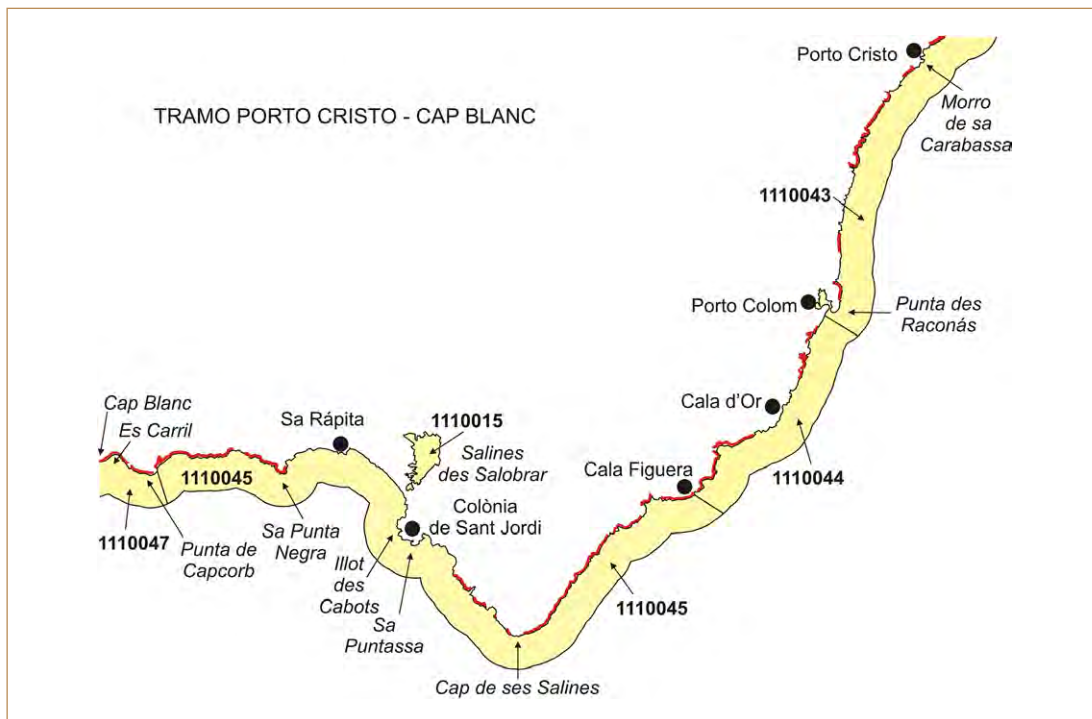 Porto Cristo
TRAMO PORTO CRISTO - CAP BLANC
Morro
de sa
Carabassa
1110043
Porto Colom
Punta des
Raconás
Cap Blanc
Es Carril
Sa Rápita
1110015
Salines
des Salobrar
Cala d'Or
Cala Figuera
1110044
1110045
1110047
Punta de
Capcorb
Sa Punta
Negra
Colònia
de Sant Jordi
Illot
des
Cabots
Sa
Puntassa
1110045
Cap de ses Salines